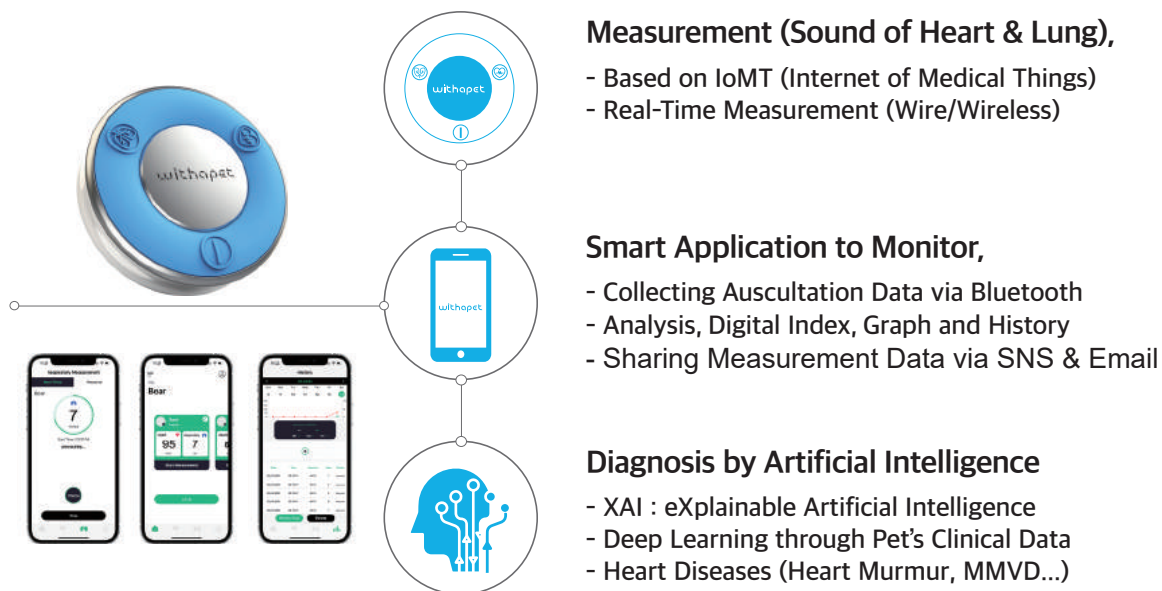 Measurement (Sound of Heart & Lung),
- Based on IoMT (Internet of Medical Things)
- Real-Time Measurement (Wire/Wireless)
withapet
withapet
Smart Application to Monitor,
- Collecting Auscultation Data via Bluetooth
- Analysis, Digital Index, Graph and History
- Sharing Measurement Data via SNS & Email
withapet
Respiratory Measurement
Bear
7
Bear
95
7
History
Diagnosis by Artificial Intelligence
- XAI : eXplainable Artificial Intelligence
- Deep Learning through Pet's Clinical Data
- Heart Diseases (Heart Murmur, MMVD...)